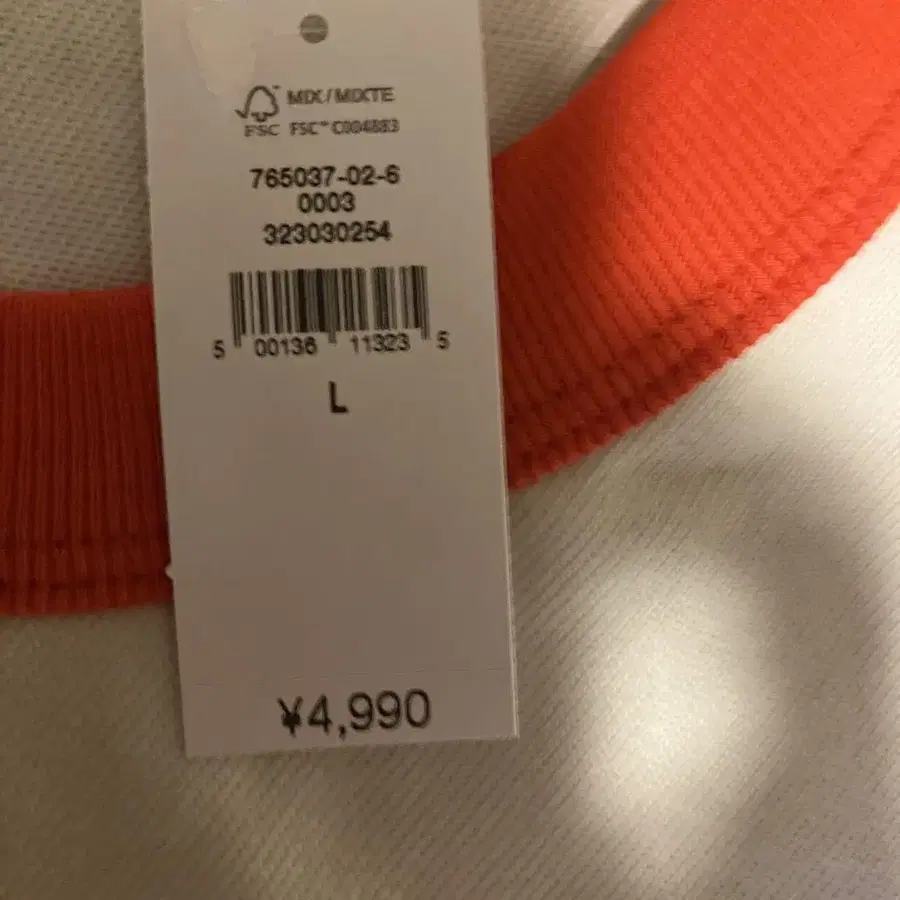 MIX/MIXTE
FSC FSC™ C004883
765037-02-6
0003
323030254
5 00136 11323 5
L
¥4,990